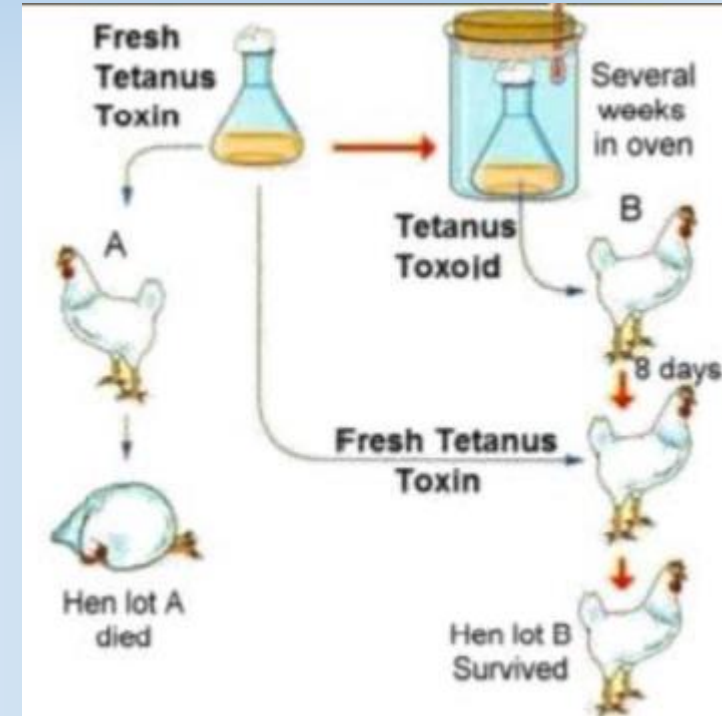 Fresh
Tetanus
Toxin
Several
weeks
in oven
A
B
Tetanus
Toxoid
8 days
Fresh Tetanus
Toxin
Hen lot A
died
Hen lot B
Survived